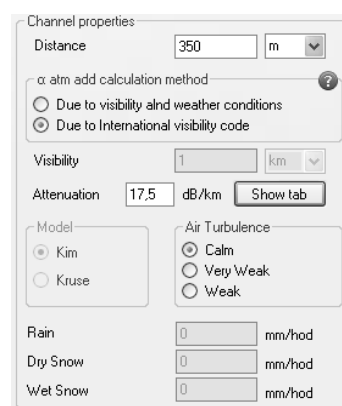 Channel properties
Distance 350 m
α atm add calculation method ?
Due to visibility alnd weather conditions
Due to International visibility code
Visibility 1 km
Attenuation 17,5 dB/km Show tab
Model Air Turbulence
Kim Calm
Kruse Very Weak
Weak
Rain 0 mm/hod
Dry Snow 0 mm/hod
Wet Snow 0 mm/hod